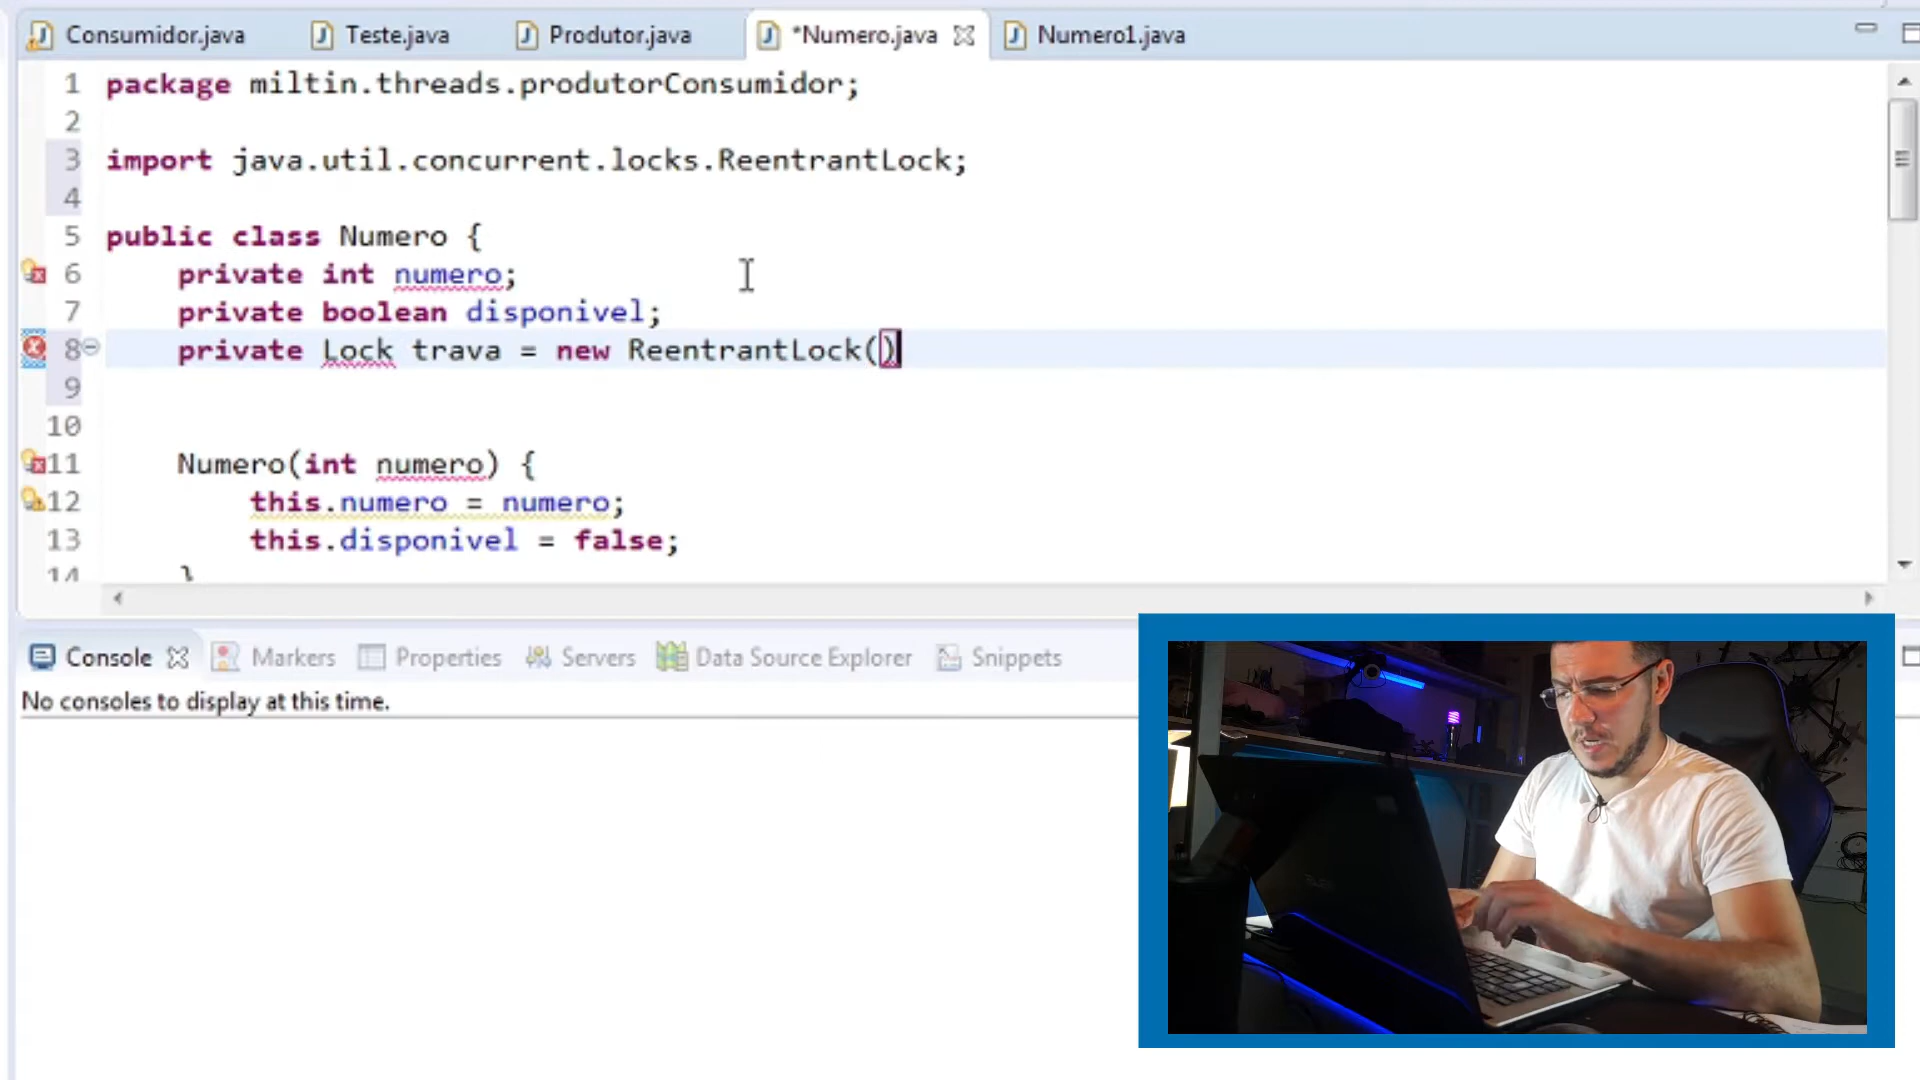 Consumidor.java Teste.java Produtor.java *Numero.java Numero1.java
1 package miltin.threads.produtorConsumidor;
2
3 import java.util.concurrent.locks.ReentrantLock;
4
5 public class Numero {
6 private int numero;
7 private boolean disponivel;
8 private Lock trava = new ReentrantLock()
9
10
11 Numero(int numero) {
12 this.numero = numero;
13 this.disponivel = false;
14 }
Console Markers Properties Servers Data Source Explorer Snippets
No consoles to display at this time.